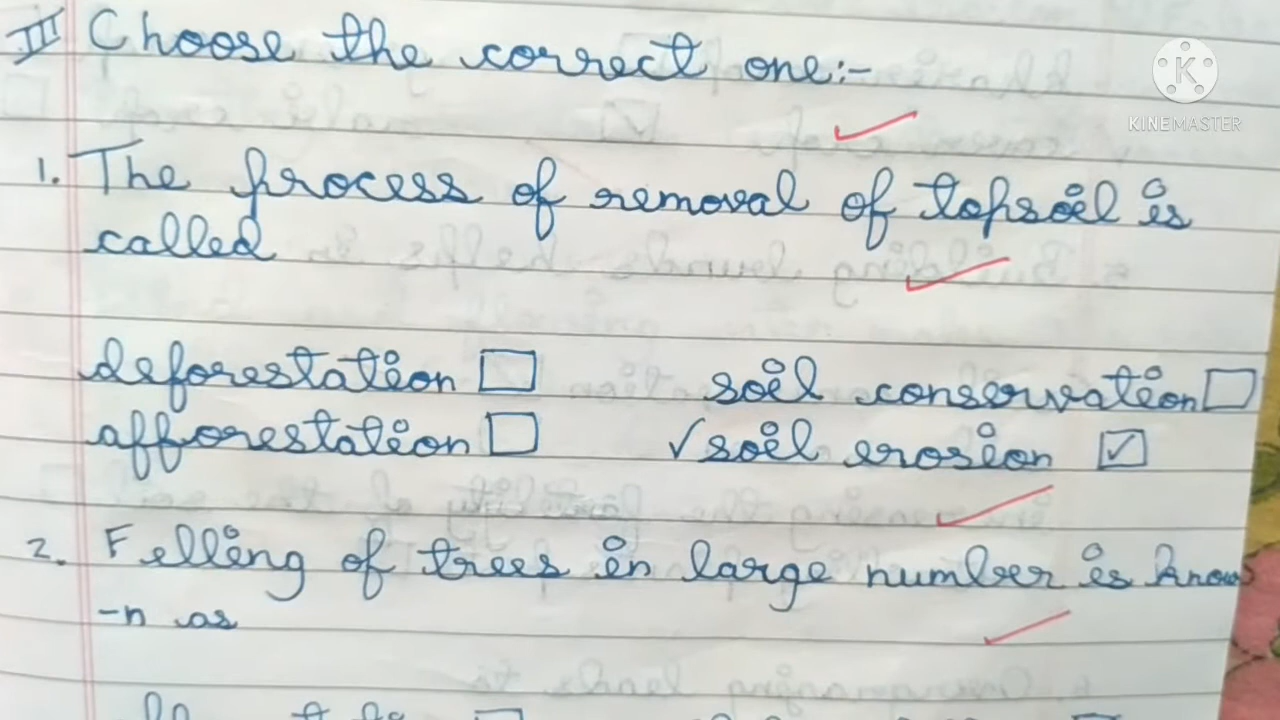 III Choose the correct one:-
KINEMASTER
1. The process of removal of topsoil is
called
deforestation ☐ soil conservation ☐
afforestation ☐ ✓soil erosion ☑
2. Felling of trees in large number is know
-n as